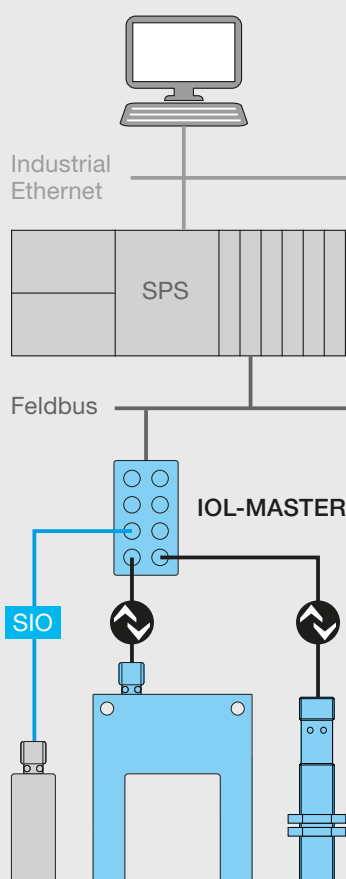 Industrial
Ethernet
SPS
Feldbus
IOL-MASTER
SIO